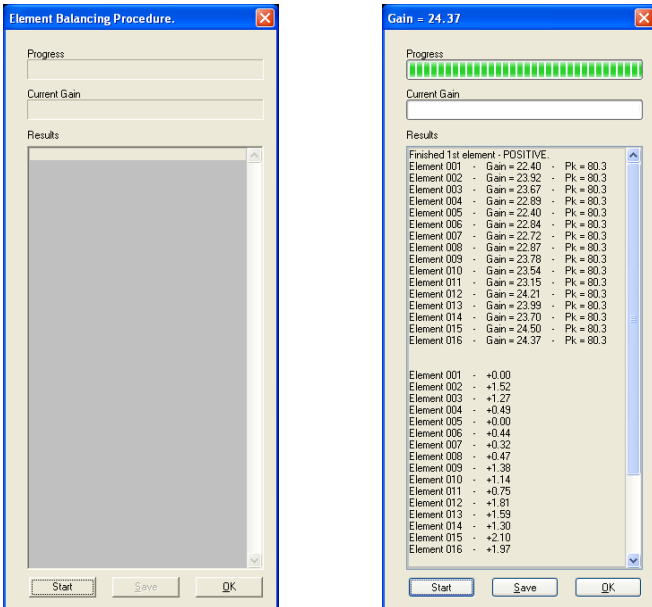 Element Balancing Procedure.
Progress
Current Gain
Results
Start
Save
OK
Gain = 24.37
Progress
Current Gain
Results
Finished 1st element - POSITIVE.
Element 001 - Gain = 22.40 - Pk = 80.3
Element 002 - Gain = 23.92 - Pk = 80.3
Element 003 - Gain = 23.67 - Pk = 80.3
Element 004 - Gain = 22.89 - Pk = 80.3
Element 005 - Gain = 22.40 - Pk = 80.3
Element 006 - Gain = 22.84 - Pk = 80.3
Element 007 - Gain = 22.72 - Pk = 80.3
Element 008 - Gain = 22.87 - Pk = 80.3
Element 009 - Gain = 23.78 - Pk = 80.3
Element 010 - Gain = 23.54 - Pk = 80.3
Element 011 - Gain = 23.15 - Pk = 80.3
Element 012 - Gain = 24.21 - Pk = 80.3
Element 013 - Gain = 23.99 - Pk = 80.3
Element 014 - Gain = 23.70 - Pk = 80.3
Element 015 - Gain = 24.50 - Pk = 80.3
Element 016 - Gain = 24.37 - Pk = 80.3
Element 001 - +0.00
Element 002 - +1.52
Element 003 - +1.27
Element 004 - +0.49
Element 005 - +0.00
Element 006 - +0.44
Element 007 - +0.32
Element 008 - +0.47
Element 009 - +1.38
Element 010 - +1.14
Element 011 - +0.75
Element 012 - +1.81
Element 013 - +1.59
Element 014 - +1.30
Element 015 - +2.10
Element 016 - +1.97
Start
Save
OK